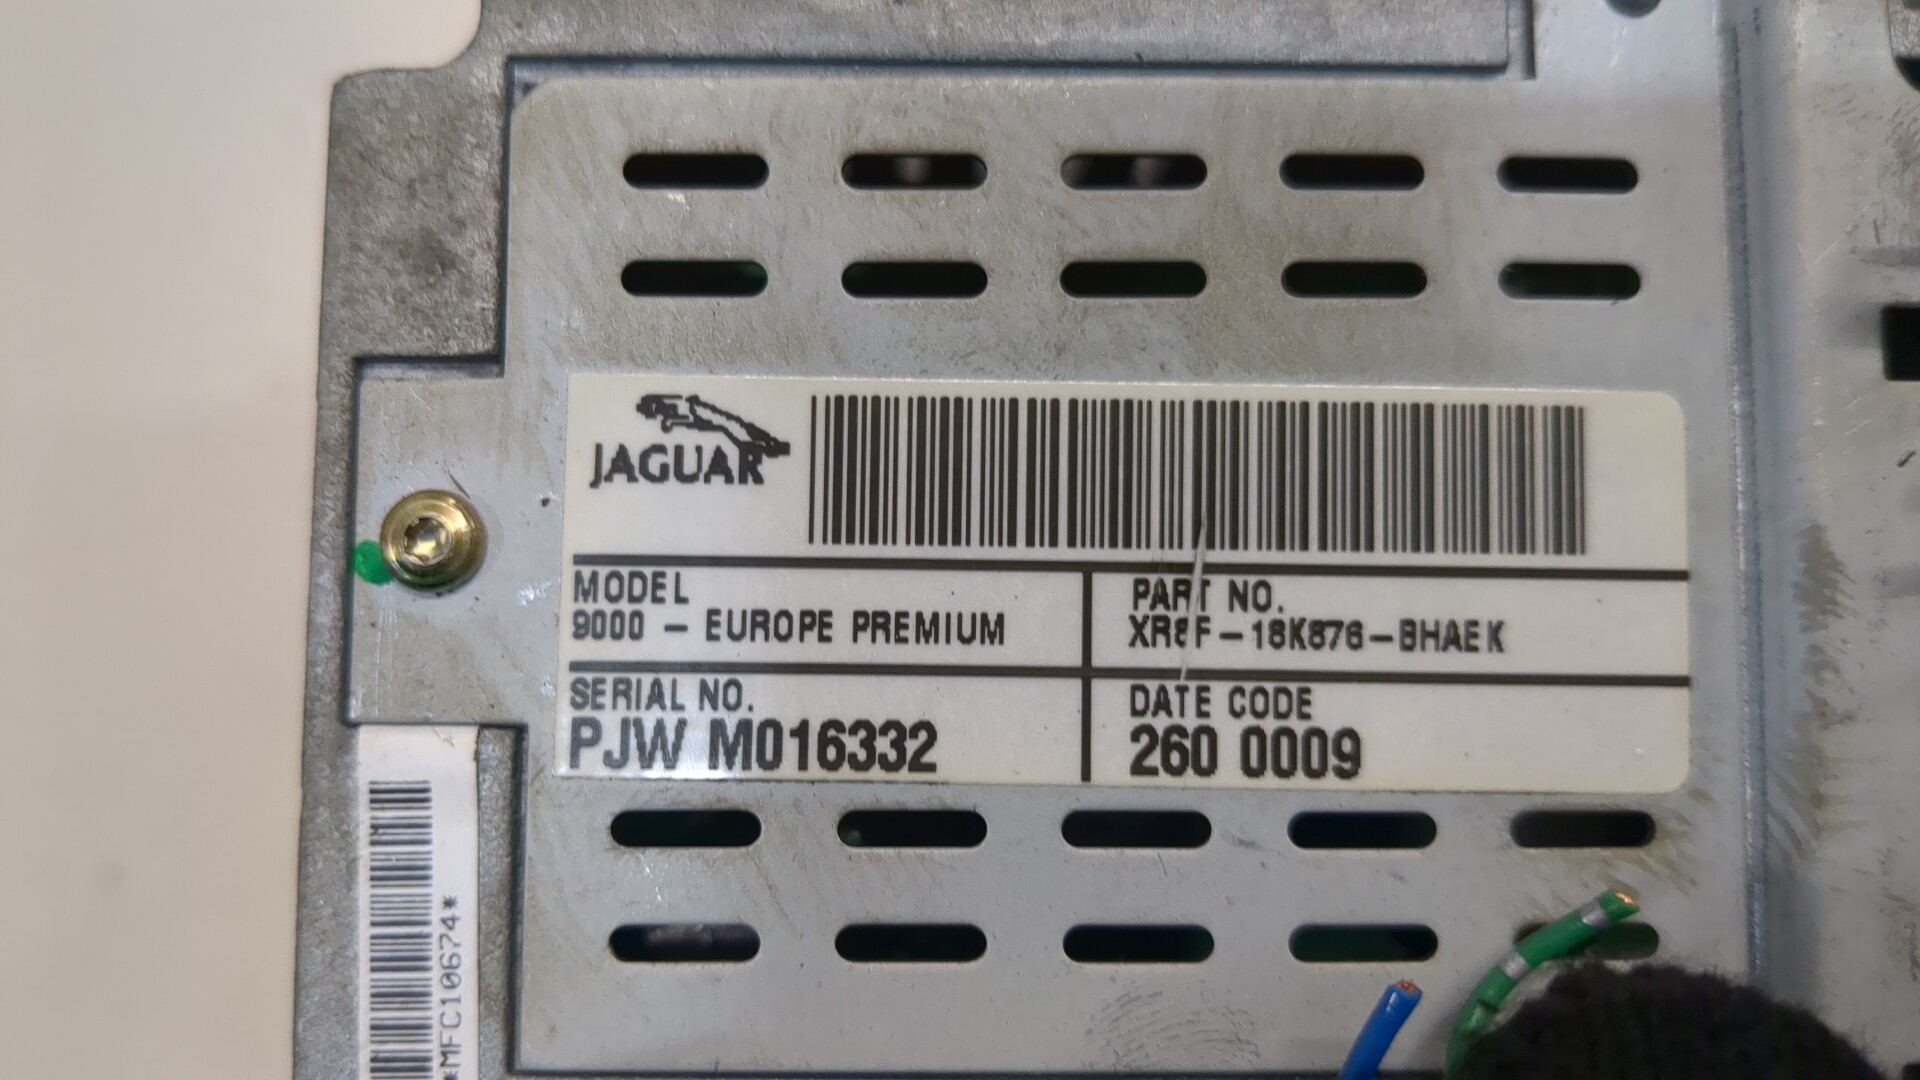 JAGUAR
MODEL
9000 - EUROPE PREMIUM
PART NO.
XR8F-18K876-BHAEK
SERIAL NO.
PJW M016332
DATE CODE
260 0009
*MFC10674*